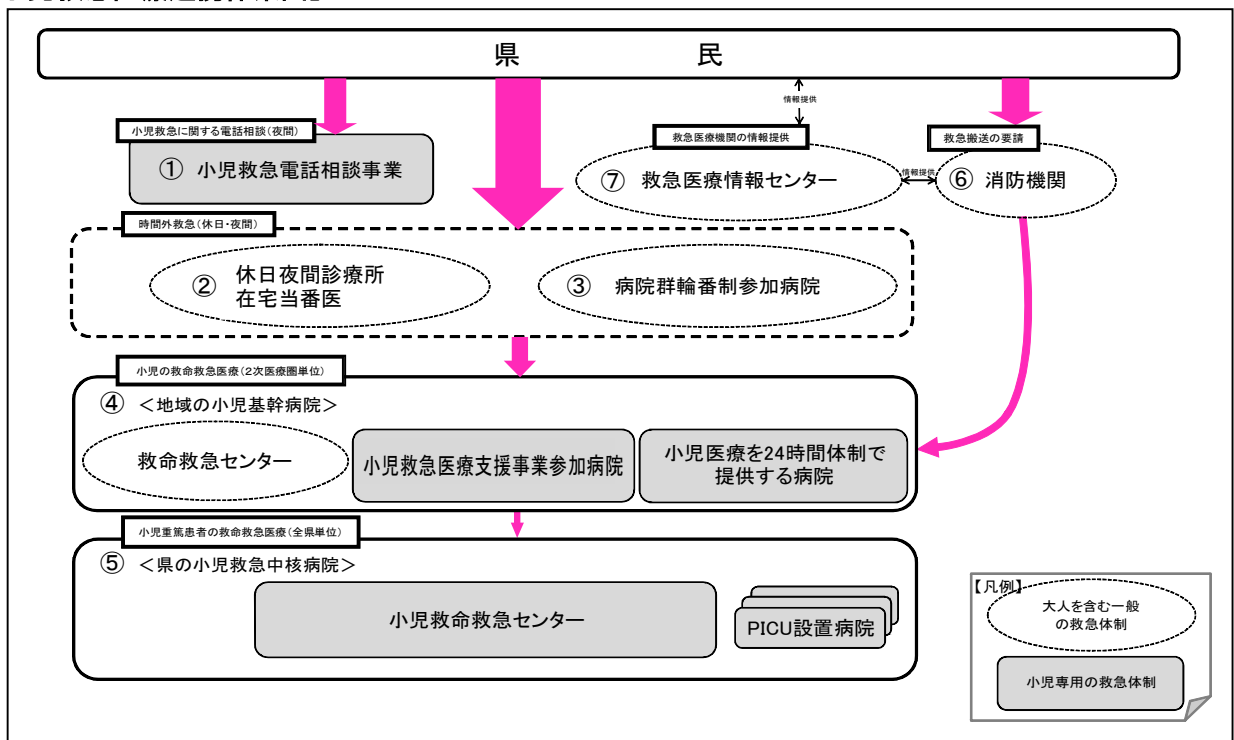 県 民
情報提供
小児救急に関する電話相談(夜間)
① 小児救急電話相談事業
救急医療機関の情報提供
⑦ 救急医療情報センター
情報提供
救急搬送の要請
⑥ 消防機関
時間外救急(休日・夜間)
② 休日夜間診療所
在宅当番医
③ 病院群輪番制参加病院
小児の救命救急医療(2次医療圏単位)
④ <地域の小児基幹病院>
救命救急センター
小児救急医療支援事業参加病院
小児医療を24時間体制で
提供する病院
小児重篤患者の救命救急医療(全県単位)
⑤ <県の小児救急中核病院>
小児救命救急センター
PICU設置病院
【凡例】
大人を含む一般
の救急体制
小児専用の救急体制